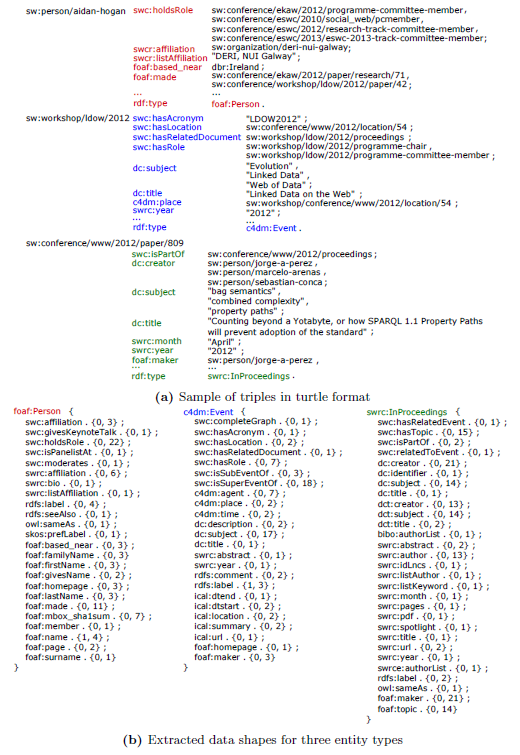 sw:person/aidan-hogan swc:holdsRole sw:conference/ekaw/2012/programme-committee-member,
sw:conference/eswc/2010/social_web/pcmember,
sw:conference/eswc/2012/research-track-committee-member,
sw:conference/eswc/2013/eswc-2013-track-committee-member;
swcr:affiliation sw:organization/deri-nui-galway;
swcr:listAffiliation "DERI, NUI Galway";
foaf:based_near dbr:Ireland ;
foaf:made sw:conference/ekaw/2012/paper/research/71,
sw:conference/workshop/ldow/2012/paper/42;
... ...
rdf:type foaf:Person .
sw:workshop/ldow/2012 swc:hasAcronym "LDOW2012" ;
swc:hasLocation sw:conference/www/2012/location/54 ;
swc:hasRelatedDocument sw:workshop/ldow/2012/proceedings ;
swc:hasRole sw:workshop/ldow/2012/programme-chair,
sw:workshop/ldow/2012/programme-committee-member ;
dc:subject "Evolution" ,
"Linked Data" ,
"Web of Data" ;
dc:title "Linked Data on the Web" ;
c4dm:place sw:workshop/conference/www/2012/location/54 ;
swrc:year "2012" ;
... ...
rdf:type c4dm:Event .
sw:conference/www/2012/paper/809
swc:isPartOf sw:conference/www/2012/proceedings ;
dc:creator sw:person/jorge-a-perez ,
sw:person/marcelo-arenas ,
sw:person/sebastian-conca ;
dc:subject "bag semantics" ,
"combined complexity" ,
"property paths" ;
dc:title "Counting beyond a Yotabyte, or how SPARQL 1.1 Property Paths
will prevent adoption of the standard" ;
swrc:month "April" ;
swrc:year "2012" ;
foaf:maker sw:person/jorge-a-perez ,
... ...
rdf:type swrc:InProceedings .
(a) Sample of triples in turtle format
foaf:Person {
swc:affiliation . {0, 3} ;
swc:givesKeynoteTalk . {0, 1} ;
swc:holdsRole . {0, 22} ;
swc:isPanelistAt . {0, 1} ;
swc:moderates . {0, 1} ;
swrc:affiliation . {0, 6} ;
swrc:bio . {0, 1} ;
swrc:listAffiliation . {0, 1} ;
rdfs:label . {0, 4} ;
rdfs:seeAlso . {0, 1} ;
owl:sameAs . {0, 1} ;
skos:prefLabel . {0, 1} ;
foaf:based_near . {0, 3} ;
foaf:familyName . {0, 3}
foaf:firstName . {0, 3} ;
foaf:givesName . {0, 2} ;
foaf:homepage . {0, 3} ;
foaf:lastName . {0, 3} ;
foaf:made . {0, 11} ;
foaf:mbox_sha1sum . {0, 7} ;
foaf:member . {0, 1} ;
foaf:name . {1, 4} ;
foaf:page . {0, 2} ;
foaf:surname . {0, 1}
}
c4dm:Event {
swc:completeGraph . {0, 1} ;
swc:hasAcronym . {0, 1} ;
swc:hasLocation . {0, 2} ;
swc:hasRelatedDocument . {0, 1} ;
swc:hasRole . {0, 7} ;
swc:isSubEventOf . {0, 3} ;
swc:isSuperEventOf . {0, 18} ;
c4dm:agent . {0, 7} ;
c4dm:place . {0, 2} ;
c4dm:time . {0, 2} ;
dc:description . {0, 2} ;
dc:subject . {0, 17} ;
dc:title . {0, 1} ;
swrc:abstract . {0, 1} ;
swrc:year . {0, 1} ;
rdfs:comment . {0, 2} ;
rdfs:label . {1, 3} ;
ical:dtend . {0, 1} ;
ical:dtstart . {0, 2} ;
ical:location . {0, 2} ;
ical:summary . {0, 2} ;
ical:url . {0, 1} ;
foaf:homepage . {0, 1} ;
foaf:maker . {0, 3}
}
swrc:InProceedings {
swc:hasRelatedEvent . {0, 1} ;
swc:hasTopic . {0, 15} ;
swc:isPartOf . {0, 2} ;
swc:relatedToEvent . {0, 1} ;
dc:creator . {0, 21} ;
dc:identifier . {0, 1} ;
dc:subject . {0, 14} ;
dc:title . {0, 1} ;
dct:creator . {0, 13} ;
dct:subject . {0, 14} ;
dct:title . {0, 2} ;
bibo:authorList . {0, 1} ;
swrc:abstract . {0, 2} ;
swrc:author . {0, 13} ;
swrc:idLncs . {0, 1} ;
swrc:listAuthor . {0, 1} ;
swrc:listKeyword . {0, 1} ;
swrc:month . {0, 1} ;
swrc:pages . {0, 1} ;
swrc:pdf . {0, 1} ;
swrc:spotlight . {0, 1} ;
swrc:title . {0, 1} ;
swrc:url . {0, 2} ;
swrc:year . {0, 1} ;
swrce:authorList . {0, 1} ;
rdfs:label . {0, 2} ;
owl:sameAs . {0, 1} ;
foaf:maker . {0, 21} ;
foaf:topic . {0, 14}
}
(b) Extracted data shapes for three entity types